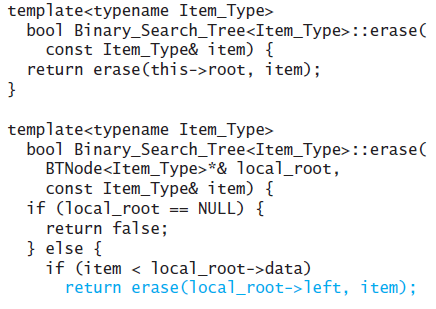 template<typename Item_Type>
  bool Binary_Search_Tree<Item_Type>::erase(
    const Item_Type& item) {
  return erase(this->root, item);
}

template<typename Item_Type>
  bool Binary_Search_Tree<Item_Type>::erase(
    BTNode<Item_Type>*& local_root,
    const Item_Type& item) {
  if (local_root == NULL) {
    return false;
  } else {
    if (item < local_root->data)
      return erase(local_root->left, item);